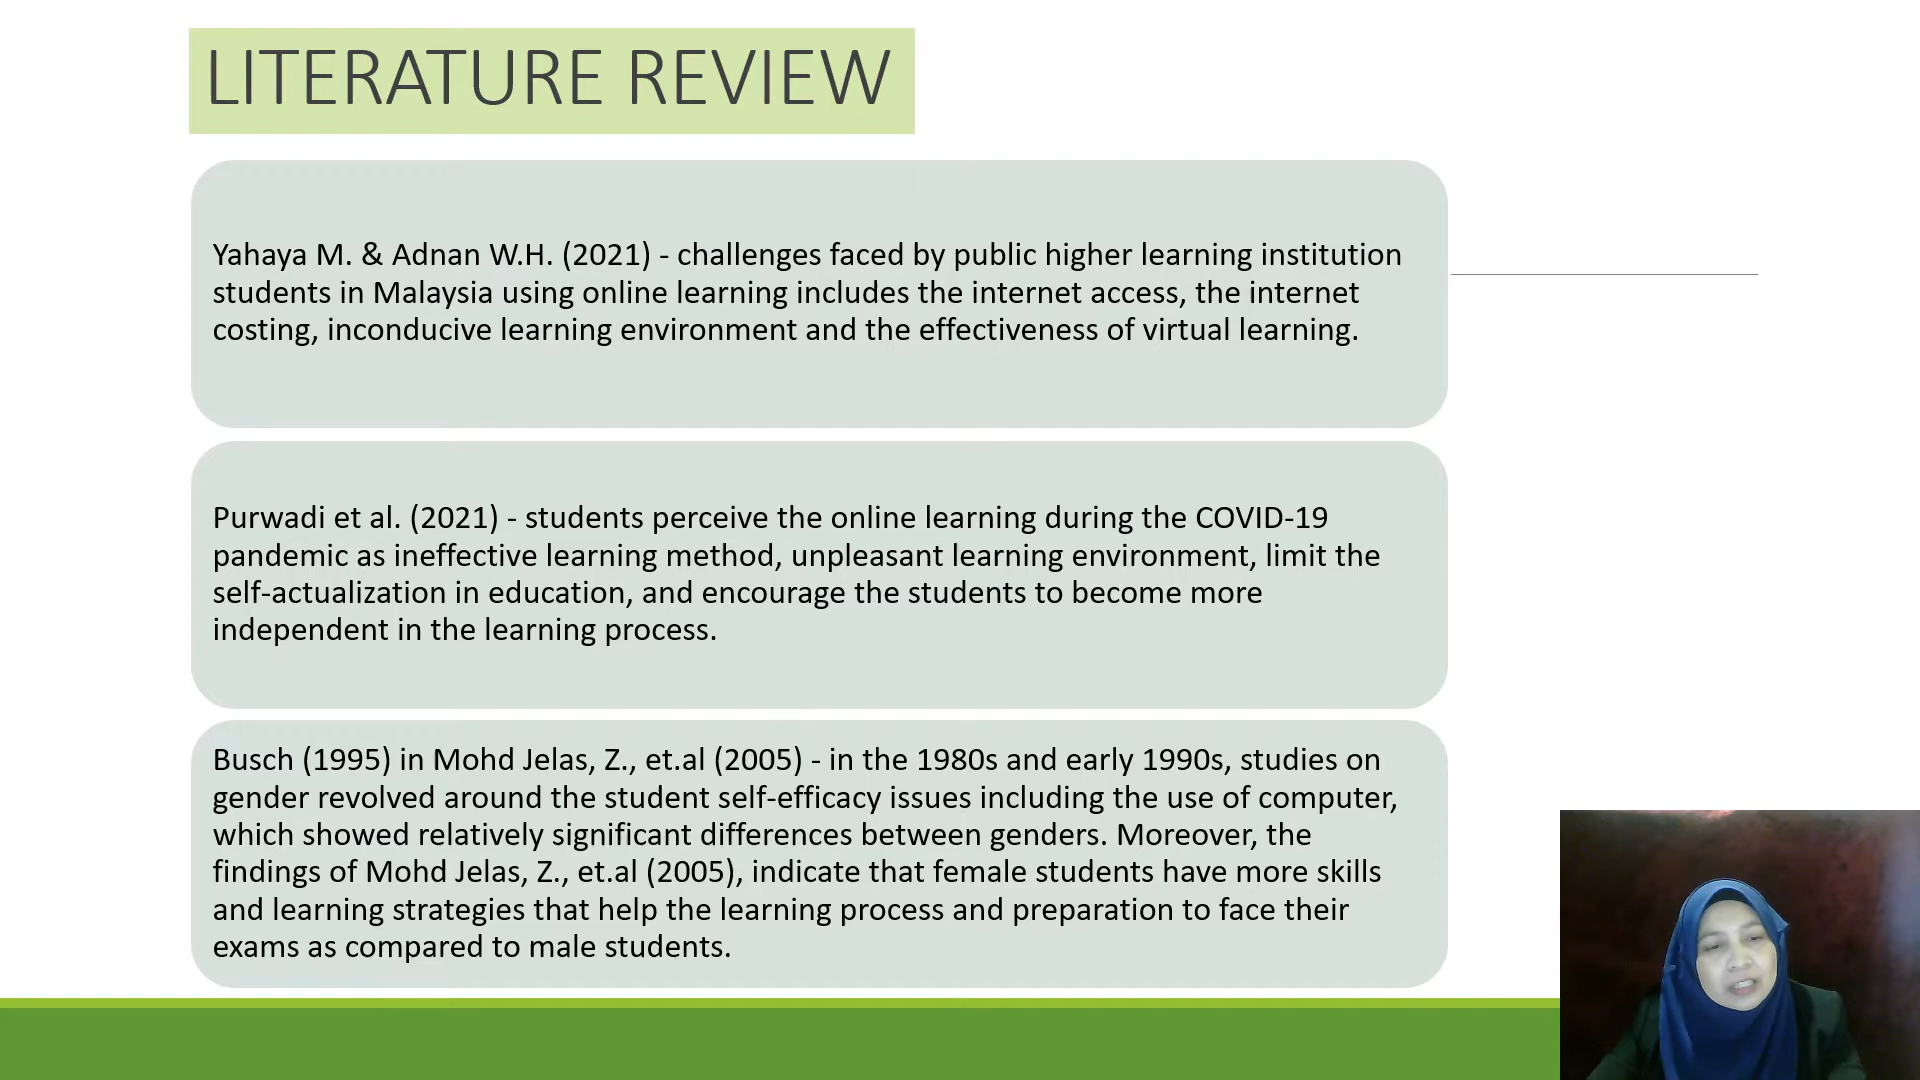 LITERATURE REVIEW
Yahaya M. & Adnan W.H. (2021) - challenges faced by public higher learning institution
students in Malaysia using online learning includes the internet access, the internet
costing, inconducive learning environment and the effectiveness of virtual learning.
Purwadi et al. (2021) - students perceive the online learning during the COVID-19
pandemic as ineffective learning method, unpleasant learning environment, limit the
self-actualization in education, and encourage the students to become more
independent in the learning process.
Busch (1995) in Mohd Jelas, Z., et.al (2005) - in the 1980s and early 1990s, studies on
gender revolved around the student self-efficacy issues including the use of computer,
which showed relatively significant differences between genders. Moreover, the
findings of Mohd Jelas, Z., et.al (2005), indicate that female students have more skills
and learning strategies that help the learning process and preparation to face their
exams as compared to male students.